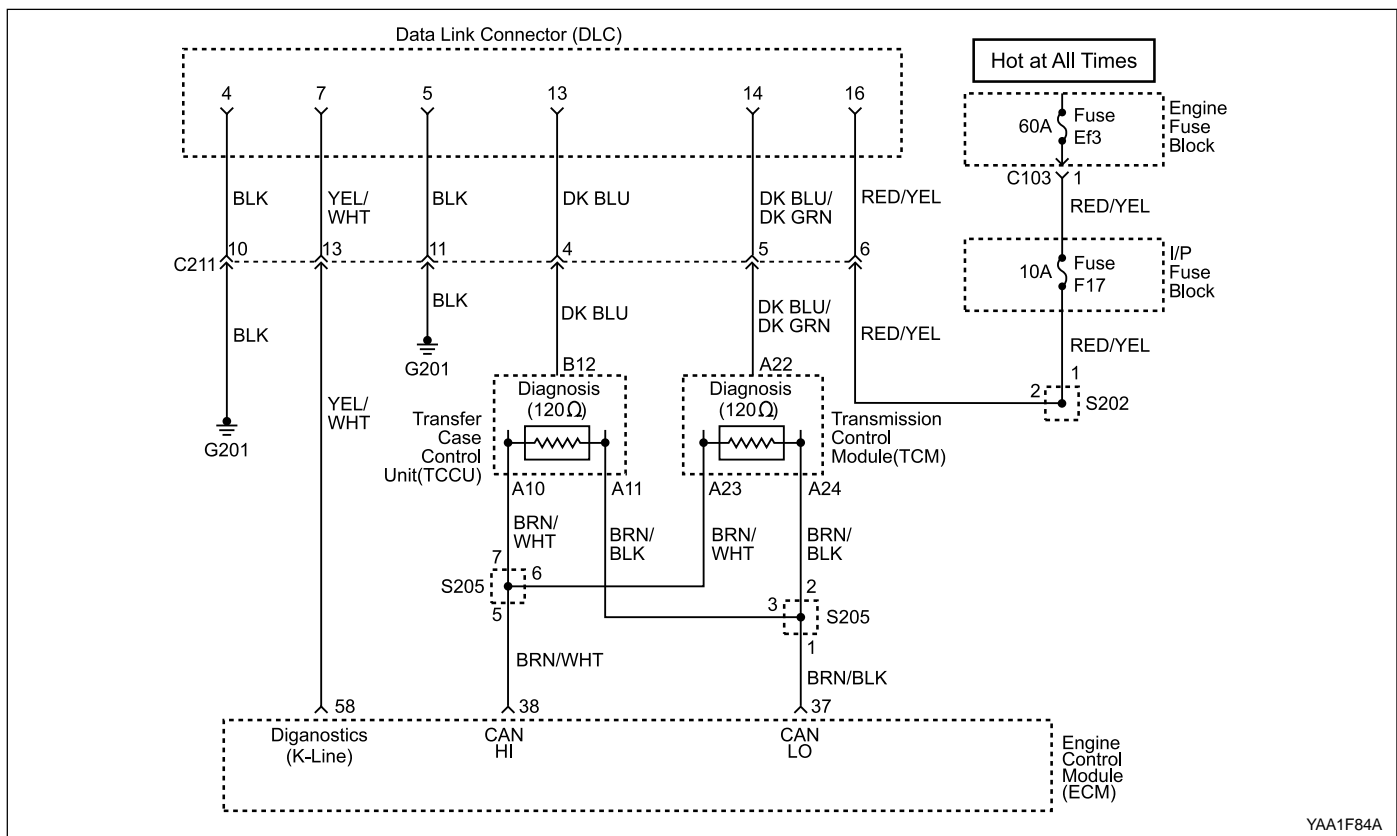 Data Link Connector (DLC)
Hot at All Times
4 7 5 13 14 16
60A
Fuse
Ef3
Engine
Fuse
Block
C103 1
BLK
YEL/
WHT
BLK
DK BLU
DK BLU/
DK GRN
RED/YEL
RED/YEL
C211 10 13 11 4 5 6
10A
Fuse
F17
I/P
Fuse
Block
BLK
BLK
DK BLU
DK BLU/
DK GRN
RED/YEL
RED/YEL
G201
B12
A22
1
2
S202
YEL/
WHT
G201
Transfer
Case
Control
Unit(TCCU)
Diagnosis
(120Ω)
Diagnosis
(120Ω)
Transmission
Control
Module(TCM)
A10 A11 A23 A24
BRN/
WHT
BRN/
BLK
BRN/
WHT
BRN/
BLK
7
S205 6
5
2
3 S205
1
BRN/WHT
BRN/BLK
58 38 37
Diganostics
(K-Line)
CAN
HI
CAN
LO
Engine
Control
Module
(ECM)
YAA1F84A